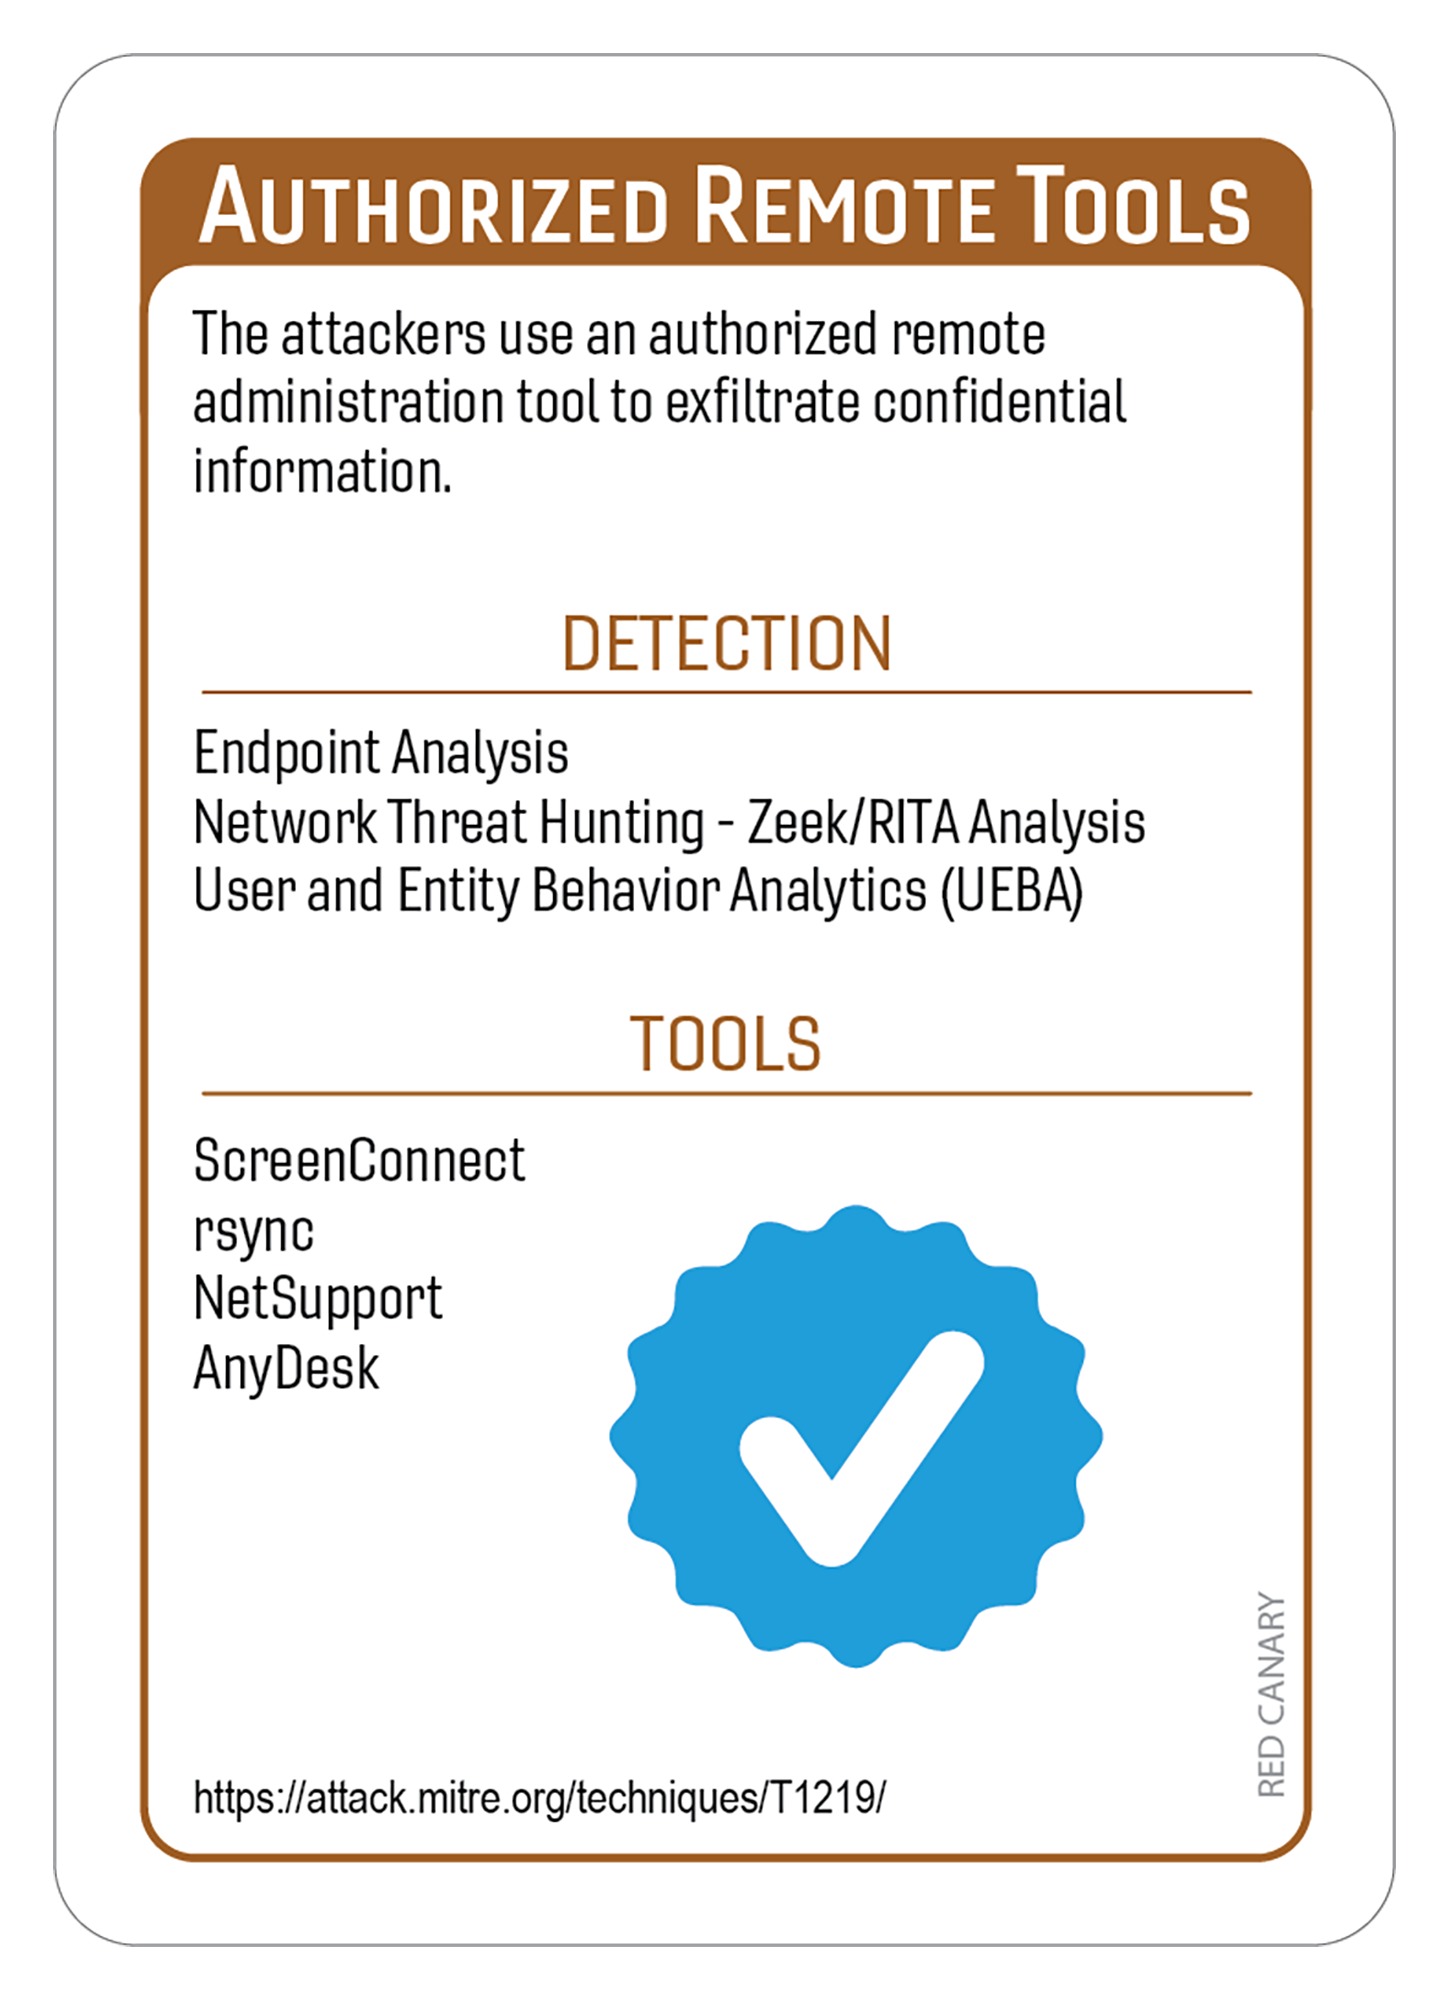 AUTHORIZED REMOTE TOOLS
The attackers use an authorized remote
administration tool to exfiltrate confidential
information.
DETECTION
Endpoint Analysis
Network Threat Hunting - Zeek/RITA Analysis
User and Entity Behavior Analytics (UEBA)
TOOLS
ScreenConnect
rsync
NetSupport
AnyDesk
RED CANARY
https://attack.mitre.org/techniques/T1219/